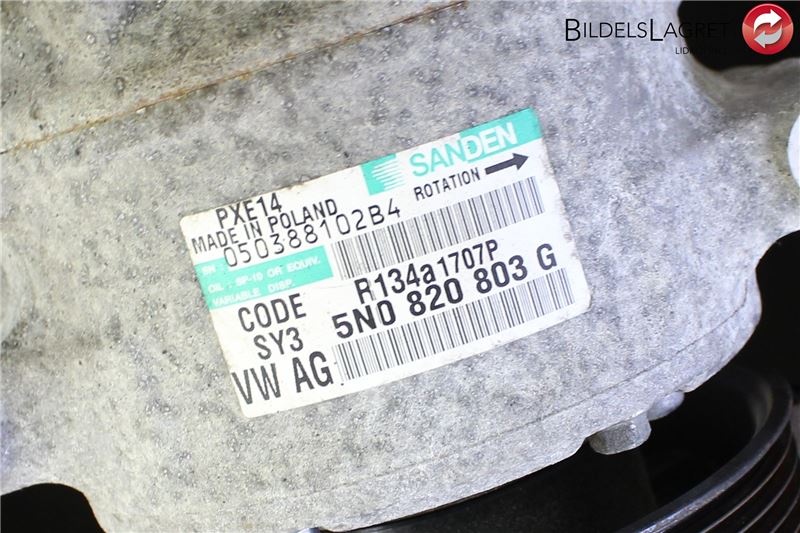 BILDELSLAGRET
SANDEN
ROTATION
PXE14
MADE IN POLAND
SN: 050388102B4
OIL: SP-10 OR EQUIV.
VARIABLE DISP.
R134a1707P
CODE
5N0 820 803 G
SY3
VW AG